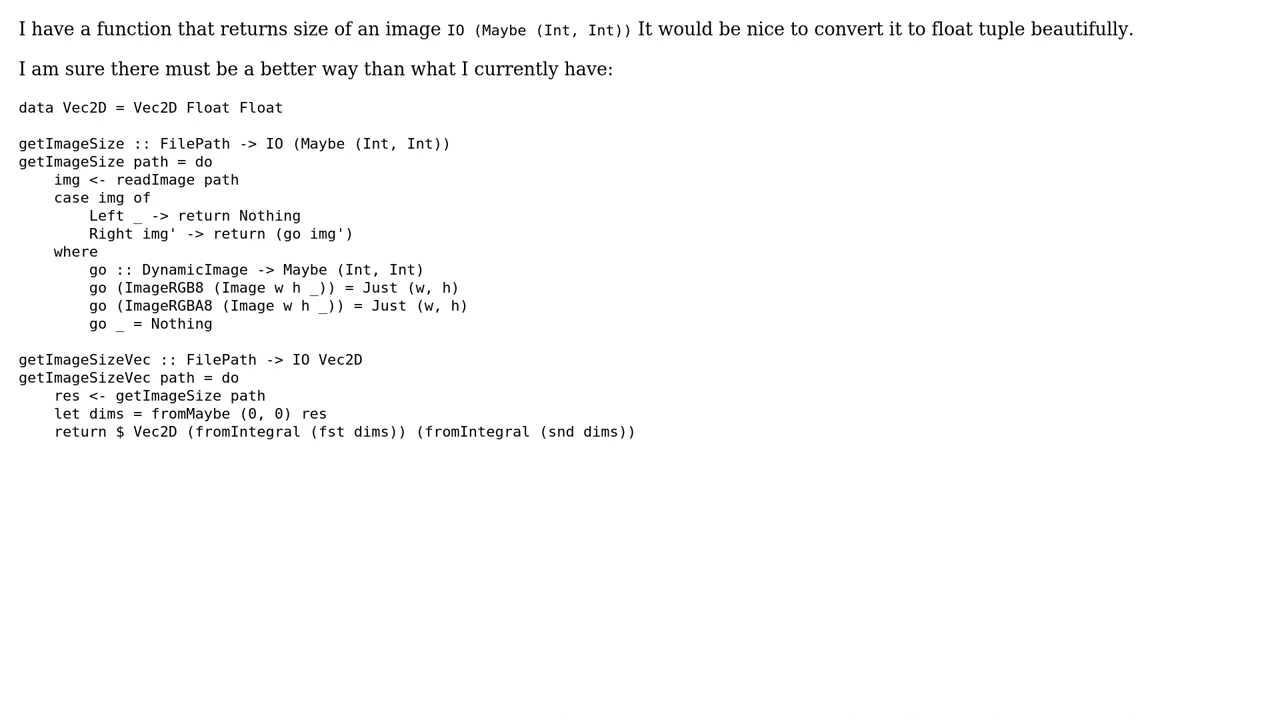 I have a function that returns size of an image IO (Maybe (Int, Int)) It would be nice to convert it to float tuple beautifully.
I am sure there must be a better way than what I currently have:
data Vec2D = Vec2D Float Float
getImageSize :: FilePath -> IO (Maybe (Int, Int))
getImageSize path = do
    img <- readImage path
    case img of
        Left _ -> return Nothing
        Right img' -> return (go img')
    where
        go :: DynamicImage -> Maybe (Int, Int)
        go (ImageRGB8 (Image w h _)) = Just (w, h)
        go (ImageRGBA8 (Image w h _)) = Just (w, h)
        go _ = Nothing
getImageSizeVec :: FilePath -> IO Vec2D
getImageSizeVec path = do
    res <- getImageSize path
    let dims = fromMaybe (0, 0) res
    return $ Vec2D (fromIntegral (fst dims)) (fromIntegral (snd dims))